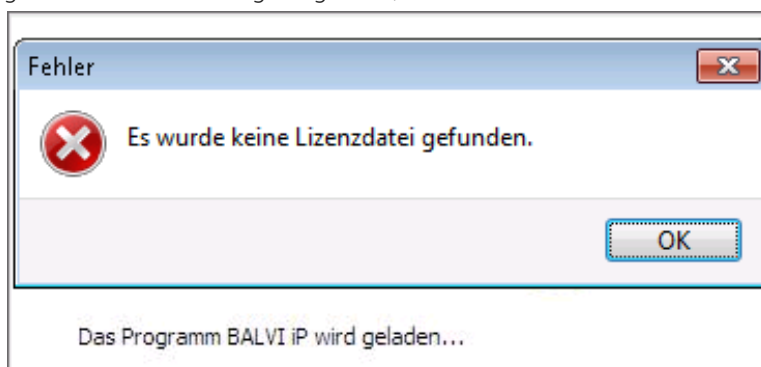 Fehler
Es wurde keine Lizenzdatei gefunden.
OK
Das Programm BALVI iP wird geladen...